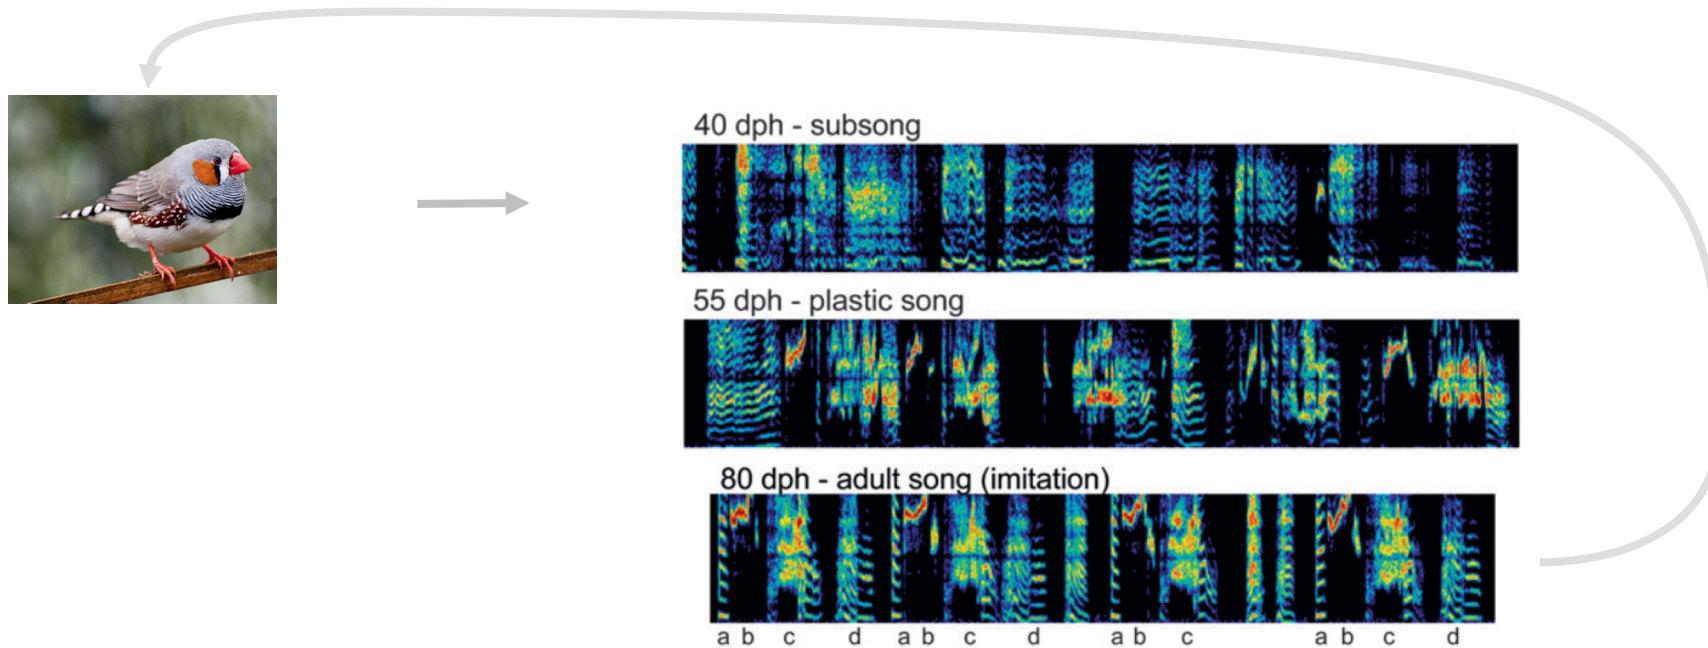 40 dph - subsong
55 dph - plastic song
80 dph - adult song (imitation)
a b c d a b c d a b c a b c d